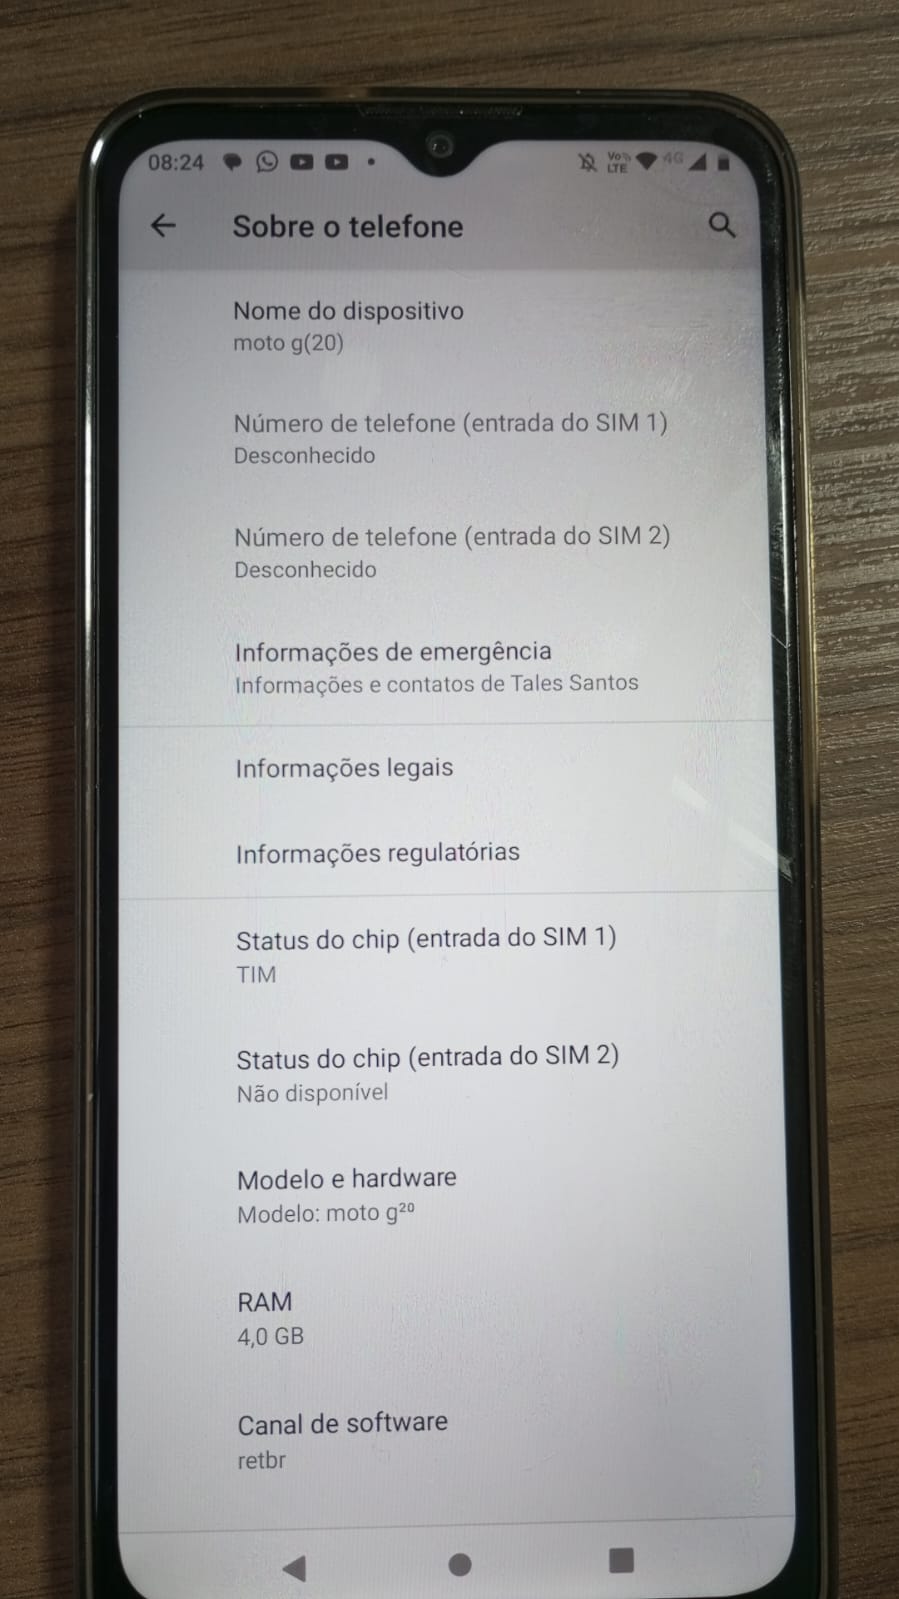 08:24
Vo))
LTE
4G
Sobre o telefone
Nome do dispositivo
moto g(20)
Número de telefone (entrada do SIM 1)
Desconhecido
Número de telefone (entrada do SIM 2)
Desconhecido
Informações de emergência
Informações e contatos de Tales Santos
Informações legais
Informações regulatórias
Status do chip (entrada do SIM 1)
TIM
Status do chip (entrada do SIM 2)
Não disponível
Modelo e hardware
Modelo: moto g²⁰
RAM
4,0 GB
Canal de software
retbr